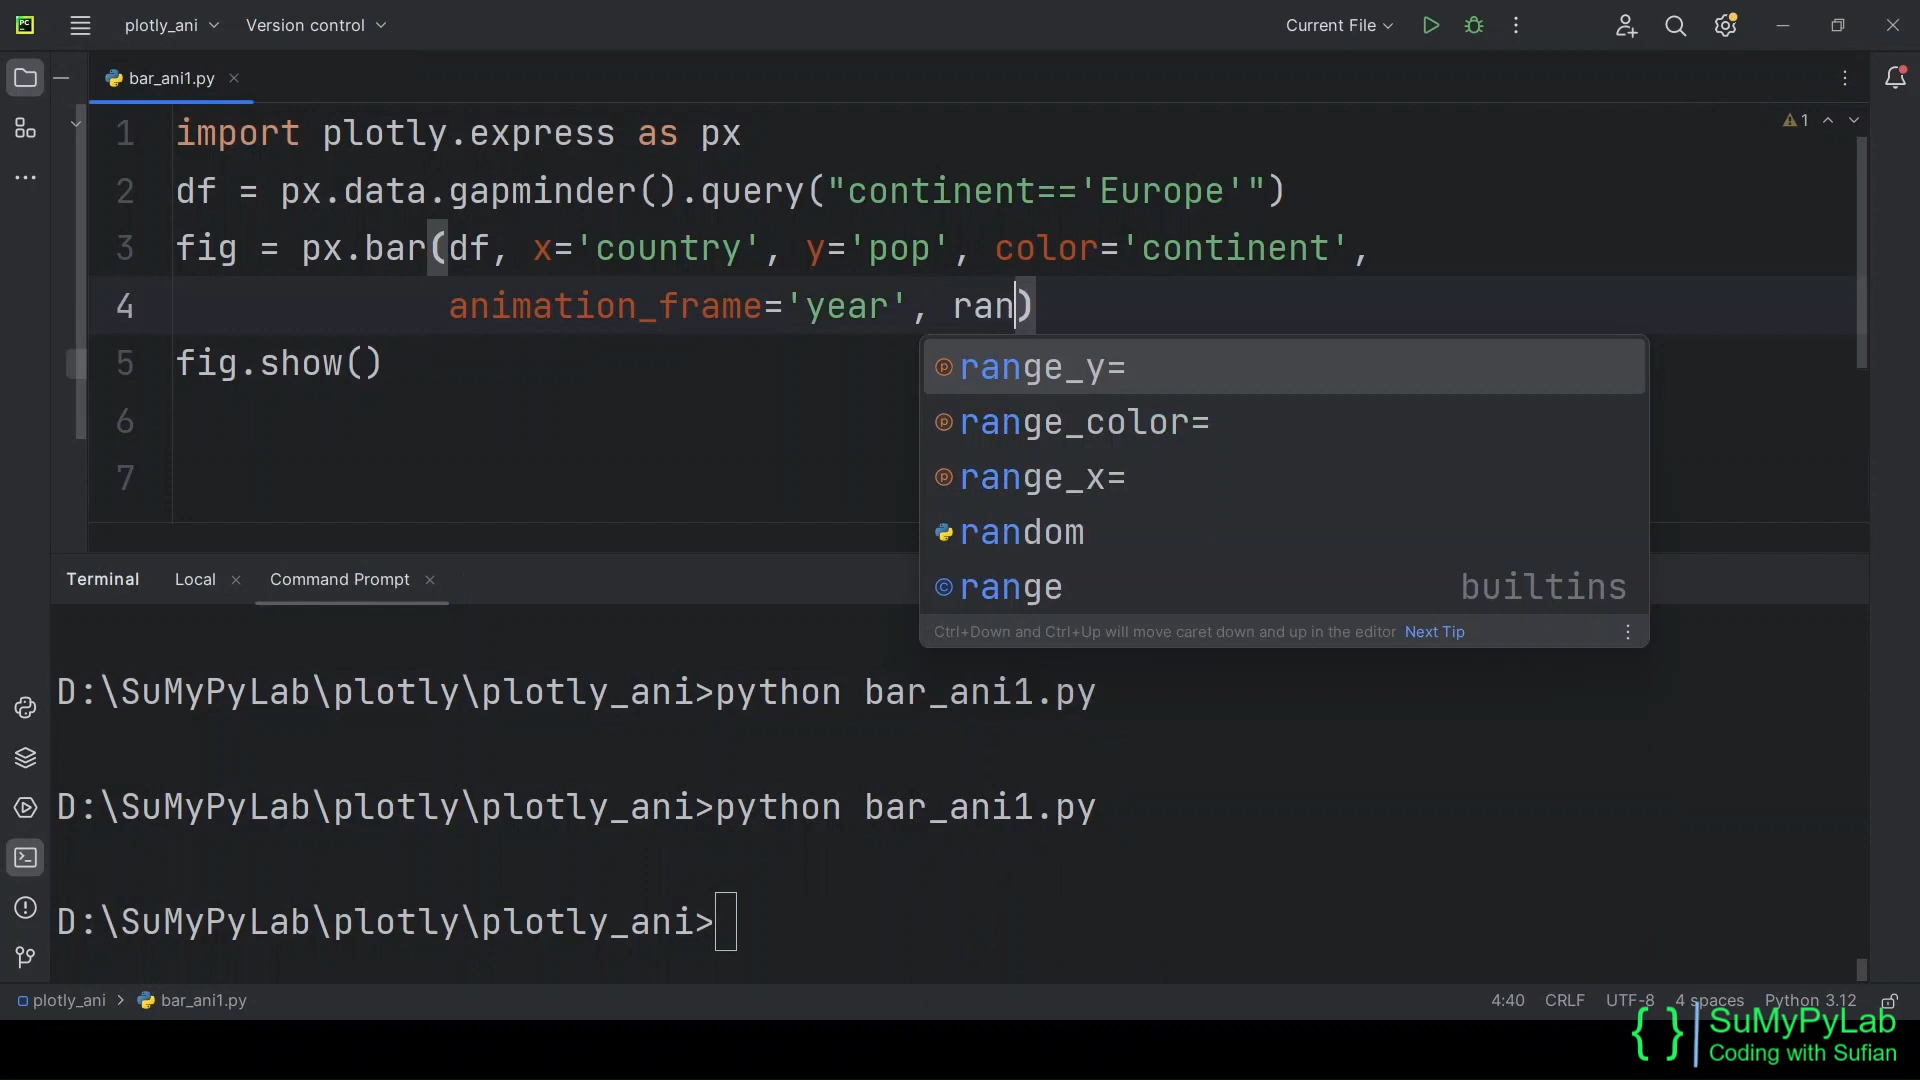 PC plotly_ani Version control Current File
bar_ani1.py
1 import plotly.express as px
2 df = px.data.gapminder().query("continent=='Europe'")
3 fig = px.bar(df, x='country', y='pop', color='continent',
4 animation_frame='year', ran)
5 fig.show()
6
7
1
range_y=
range_color=
range_x=
random
range builtins
Ctrl+Down and Ctrl+Up will move caret down and up in the editor Next Tip
Terminal Local Command Prompt
D:\SuMyPyLab\plotly\plotly_ani>python bar_ani1.py
D:\SuMyPyLab\plotly\plotly_ani>python bar_ani1.py
D:\SuMyPyLab\plotly\plotly_ani>
plotly_ani > bar_ani1.py 4:40 CRLF UTF-8 4 spaces Python 3.12
{ } SuMyPyLab
Coding with Sufian